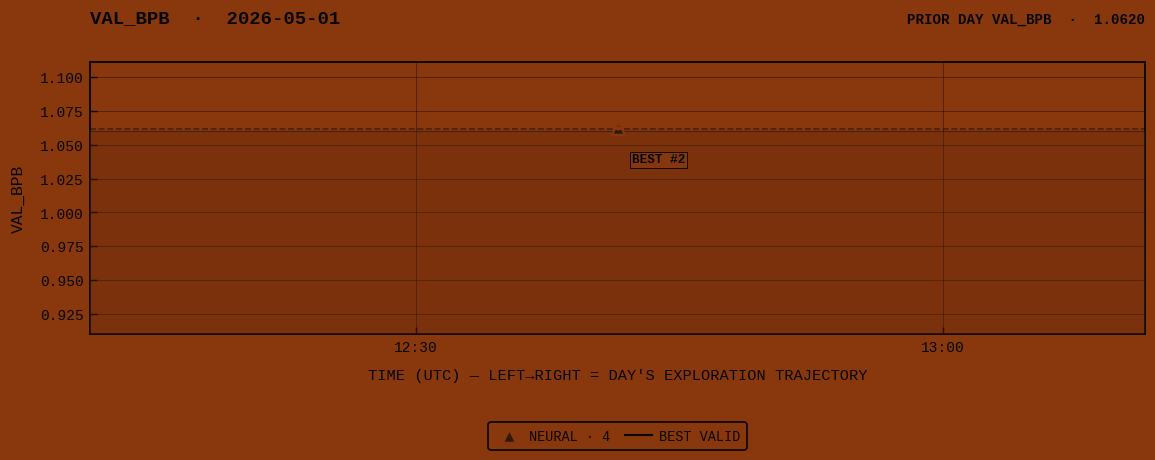 VAL_BPB · 2026-05-01
PRIOR DAY VAL_BPB · 1.0620
1.100
1.075
1.050
1.025
1.000
0.975
0.950
0.925
VAL_BPB
BEST #2
12:30
13:00
TIME (UTC) — LEFT→RIGHT = DAY'S EXPLORATION TRAJECTORY
▲ NEURAL · 4 BEST VALID